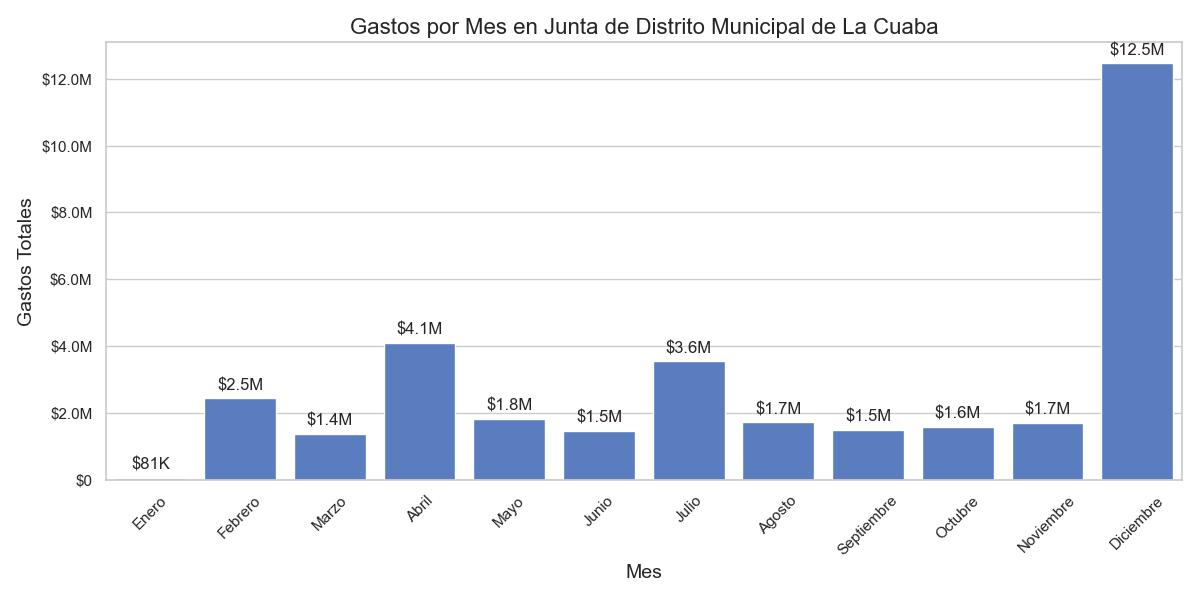 Gastos por Mes en Junta de Distrito Municipal de La Cuaba
Gastos Totales
$12.0M
$10.0M
$8.0M
$6.0M
$4.0M
$2.0M
$0
$81K
$2.5M
$1.4M
$4.1M
$1.8M
$1.5M
$3.6M
$1.7M
$1.5M
$1.6M
$1.7M
$12.5M
Enero
Febrero
Marzo
Abril
Mayo
Junio
Julio
Agosto
Septiembre
Octubre
Noviembre
Diciembre
Mes